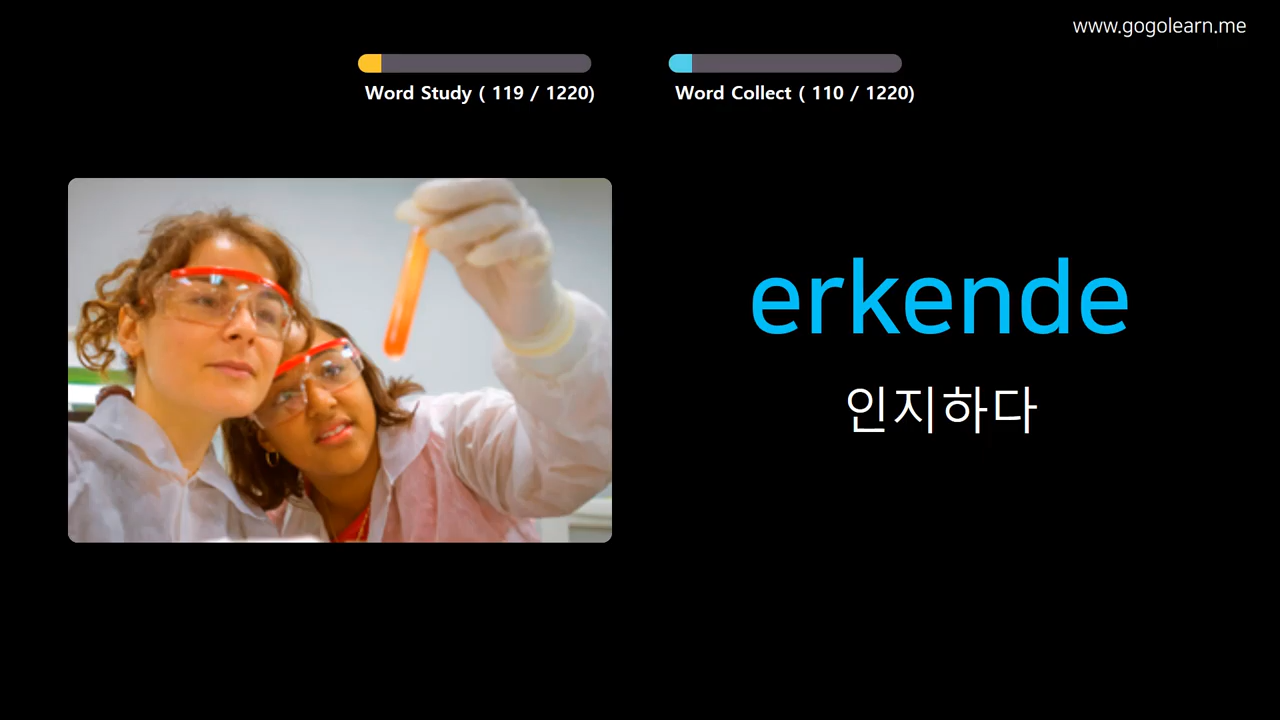 www.gogolearn.me
Word Study ( 119 / 1220)
Word Collect ( 110 / 1220)
erkende
인지하다